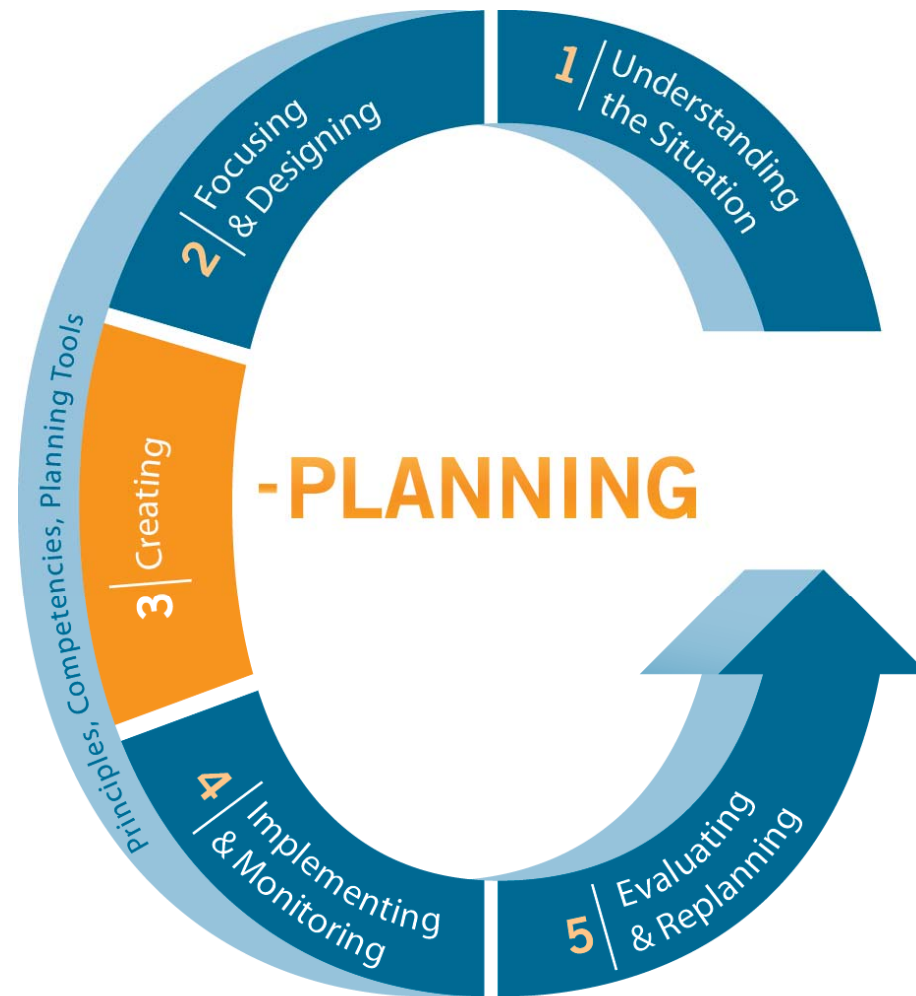 1
Understanding
the Situation
2
Focusing
& Designing
3
Creating
4
Implementing
& Monitoring
5
Evaluating
& Replanning
-PLANNING
Principles, Competencies, Planning Tools